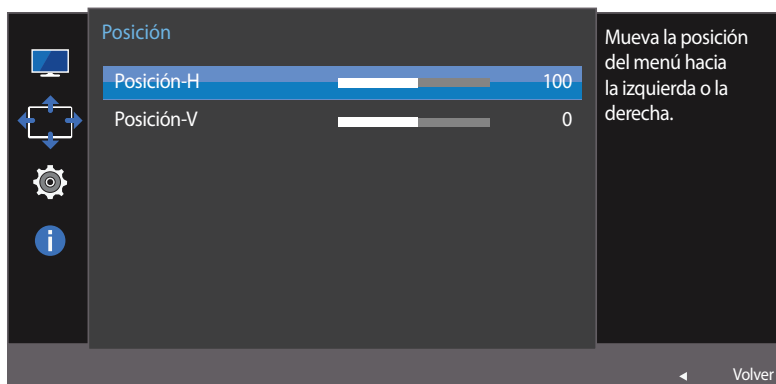 Posición
Posición-H 100
Posición-V 0
Mueva la posición
del menú hacia
la izquierda o la
derecha.
Volver